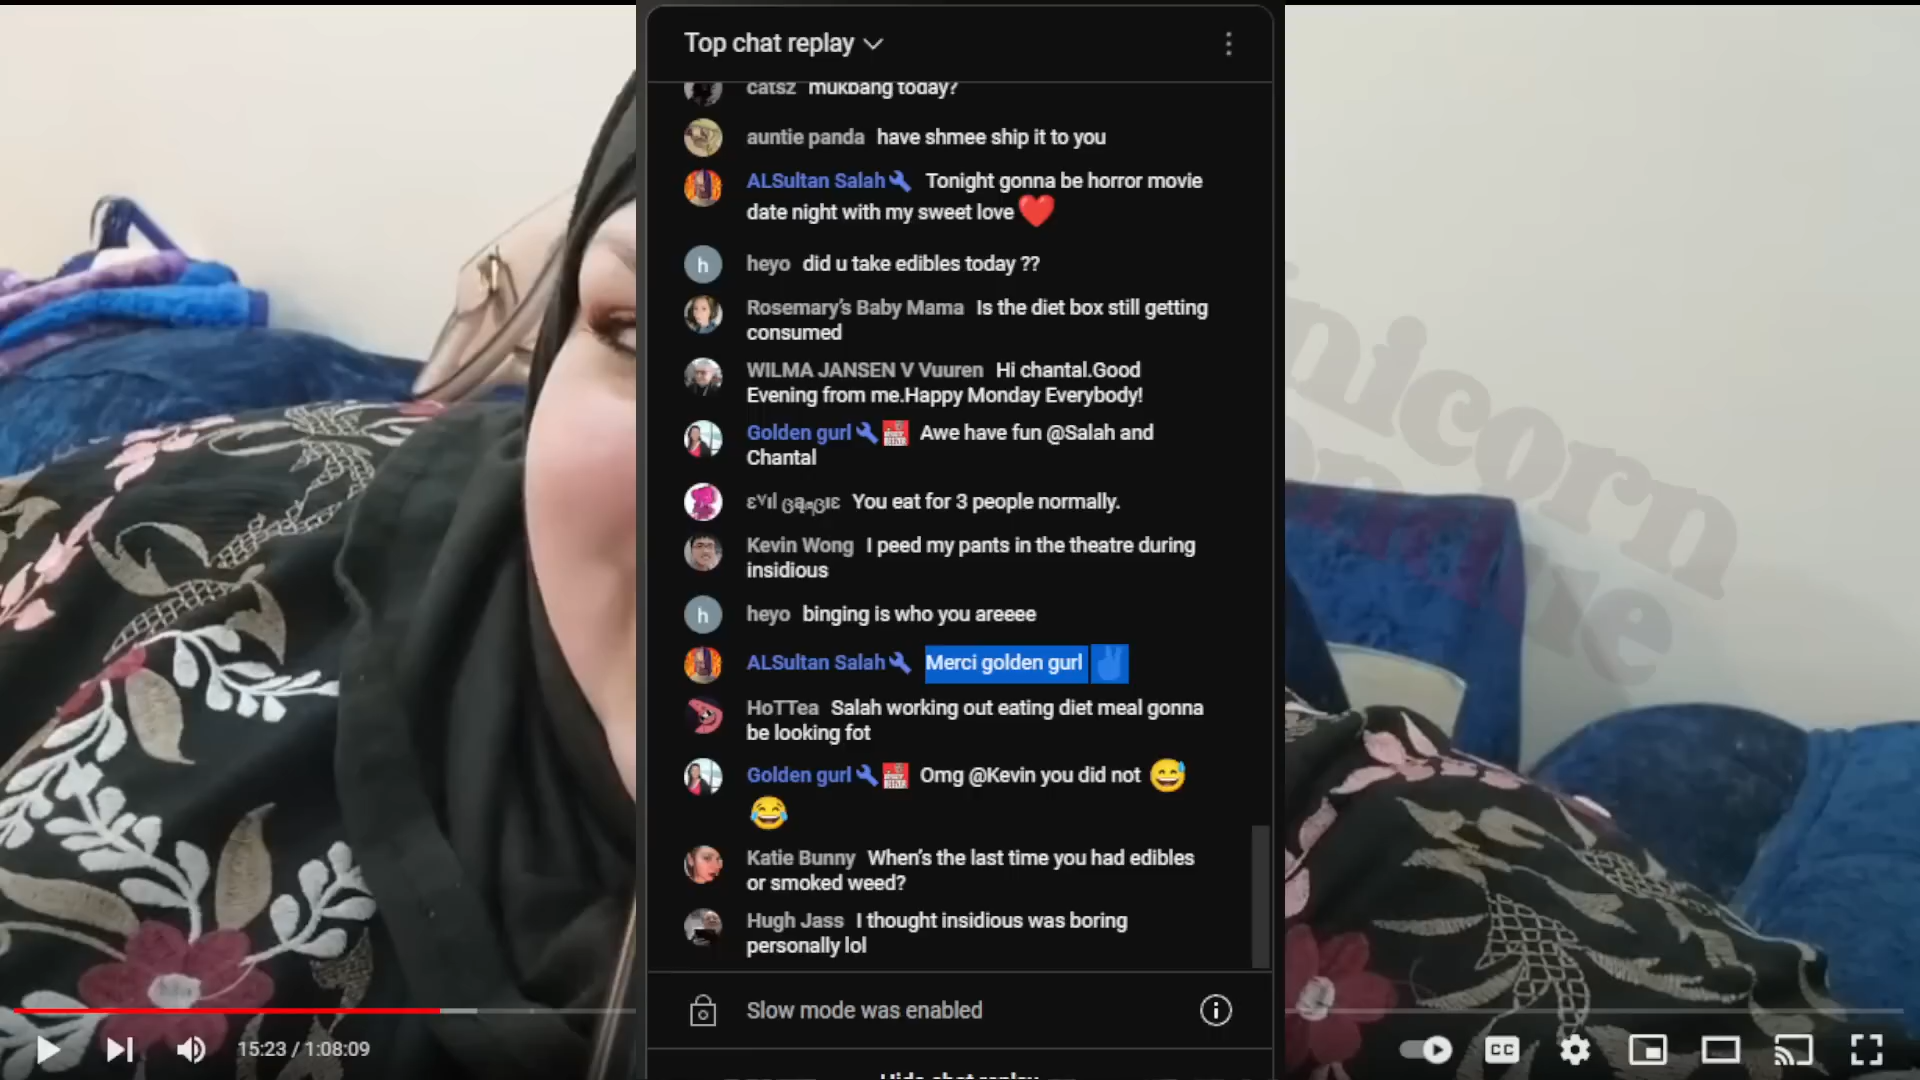 Top chat replay
catsz mukbang today?
auntie panda have shmee ship it to you
ALSultan Salah Tonight gonna be horror movie
date night with my sweet love ❤️
h heyo did u take edibles today ??
Rosemary's Baby Mama Is the diet box still getting
consumed
WILMA JANSEN V Vuuren Hi chantal.Good
Evening from me.Happy Monday Everybody!
Golden gurl Awe have fun @Salah and
Chantal
You eat for 3 people normally.
Kevin Wong I peed my pants in the theatre during
insidious
h heyo binging is who you areeee
ALSultan Salah Merci golden gurl ✌️
HoTTea Salah working out eating diet meal gonna
be looking fot
Golden gurl Omg @Kevin you did not 😅
😂
Katie Bunny When's the last time you had edibles
or smoked weed?
Hugh Jass I thought insidious was boring
personally lol
Slow mode was enabled
Hide chat replay
15:23 / 1:08:09
CC
nicorn